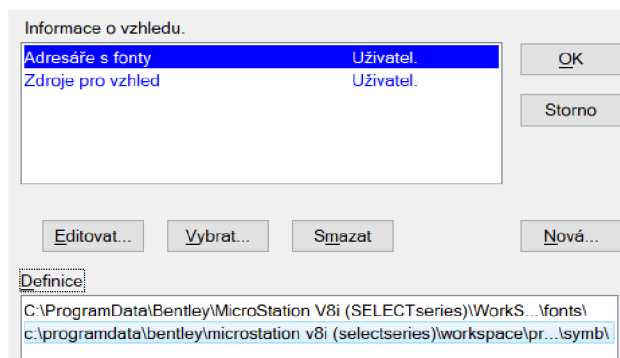 Informace o vzhledu.
Adresáře s fonty Uživatel.
Zdroje pro vzhled Uživatel.
OK
Storno
Editovat... Vybrat... Smazat Nová...
Definice
C:\ProgramData\Bentley\MicroStation V8i (SELECTseries)\WorkS...\fonts\
c:\programdata\bentley\microstation v8i (selectseries)\workspace\pr...\symb\